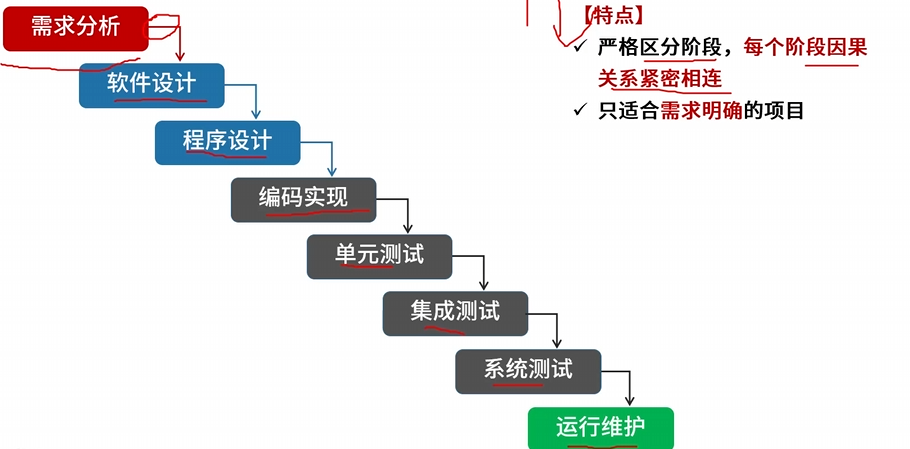 需求分析
软件设计
程序设计
编码实现
单元测试
集成测试
系统测试
运行维护
【特点】
✓ 严格区分阶段，每个阶段因果
关系紧密相连
✓ 只适合需求明确的项目